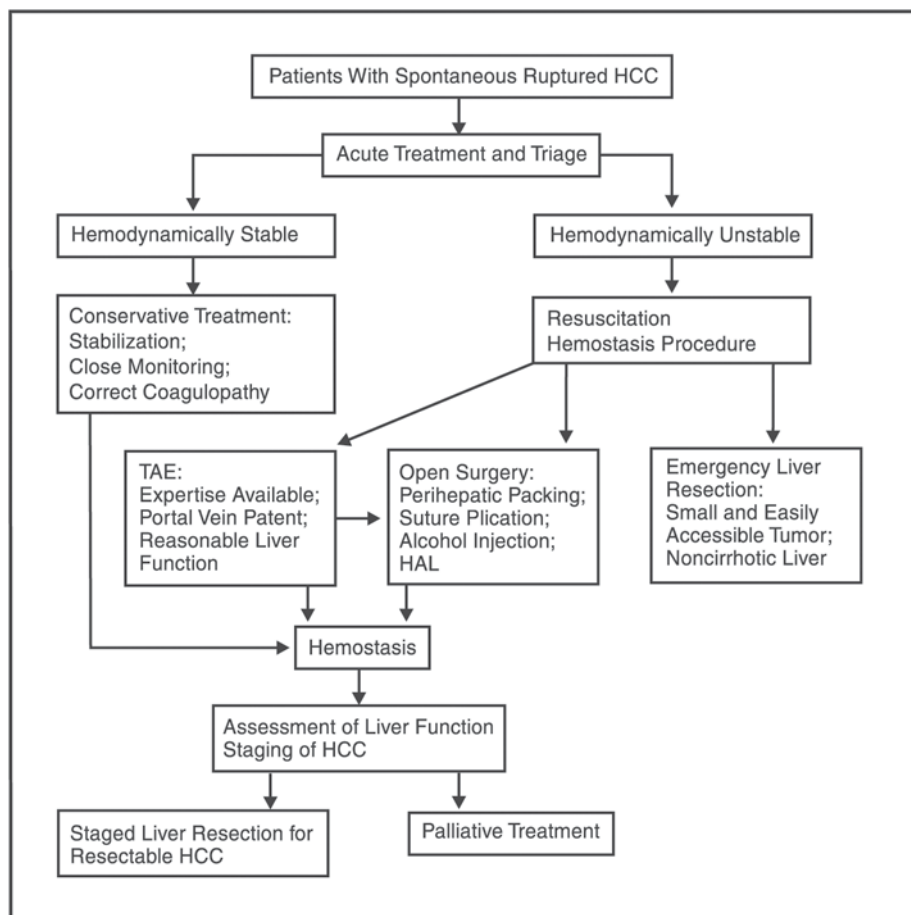 Patients With Spontaneous Ruptured HCC
Acute Treatment and Triage
Hemodynamically Stable
Hemodynamically Unstable
Conservative Treatment:
Stabilization;
Close Monitoring;
Correct Coagulopathy
Resuscitation
Hemostasis Procedure
TAE:
Expertise Available;
Portal Vein Patent;
Reasonable Liver
Function
Open Surgery:
Perihepatic Packing;
Suture Plication;
Alcohol Injection;
HAL
Emergency Liver
Resection:
Small and Easily
Accessible Tumor;
Noncirrhotic Liver
Hemostasis
Assessment of Liver Function
Staging of HCC
Staged Liver Resection for
Resectable HCC
Palliative Treatment